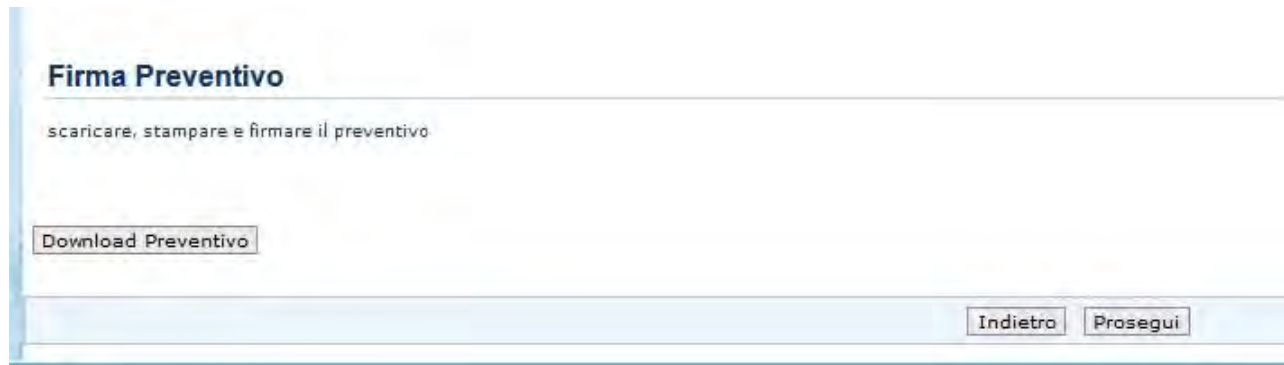 Firma Preventivo
scaricare, stampare e firmare il preventivo
Download Preventivo
Indietro Prosegui